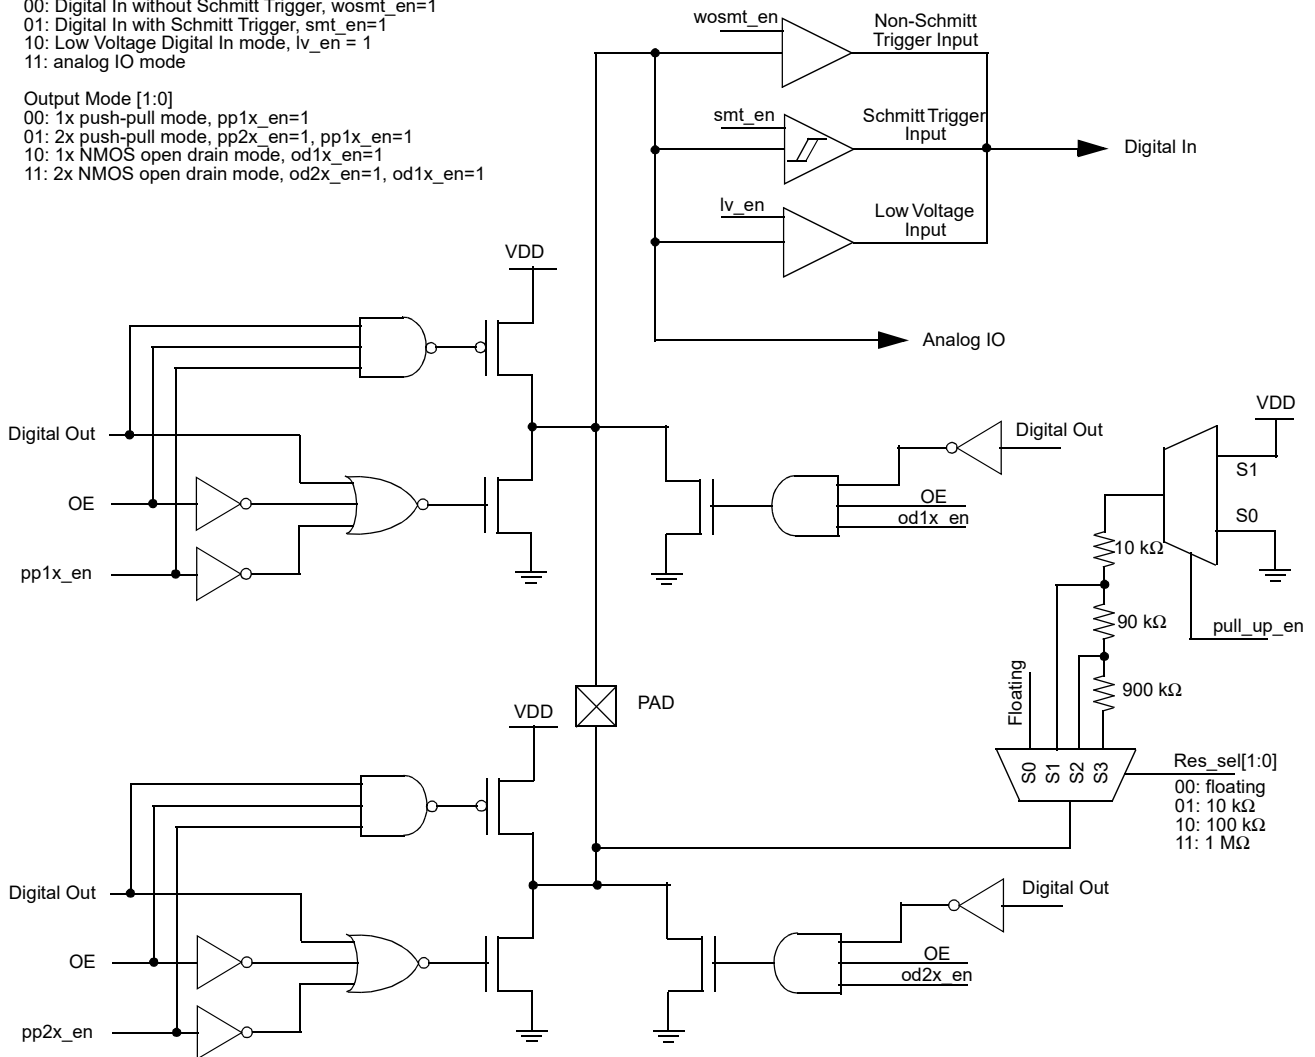 00: Digital In without Schmitt Trigger, wosmt_en=1
01: Digital In with Schmitt Trigger, smt_en=1
10: Low Voltage Digital In mode, lv_en = 1
11: analog IO mode
Output Mode [1:0]
00: 1x push-pull mode, pp1x_en=1
01: 2x push-pull mode, pp2x_en=1, pp1x_en=1
10: 1x NMOS open drain mode, od1x_en=1
11: 2x NMOS open drain mode, od2x_en=1, od1x_en=1
wosmt_en
Non-Schmitt
Trigger Input
smt_en
Schmitt Trigger
Input
Digital In
lv_en
Low Voltage
Input
Analog IO
VDD
Digital Out
OE
pp1x_en
Digital Out
OE
od1x_en
VDD
S1
S0
10 kΩ
90 kΩ
pull_up_en
900 kΩ
Floating
PAD
S0
S1
S2
S3
Res_sel[1:0]
00: floating
01: 10 kΩ
10: 100 kΩ
11: 1 MΩ
VDD
Digital Out
OE
pp2x_en
Digital Out
OE
od2x_en